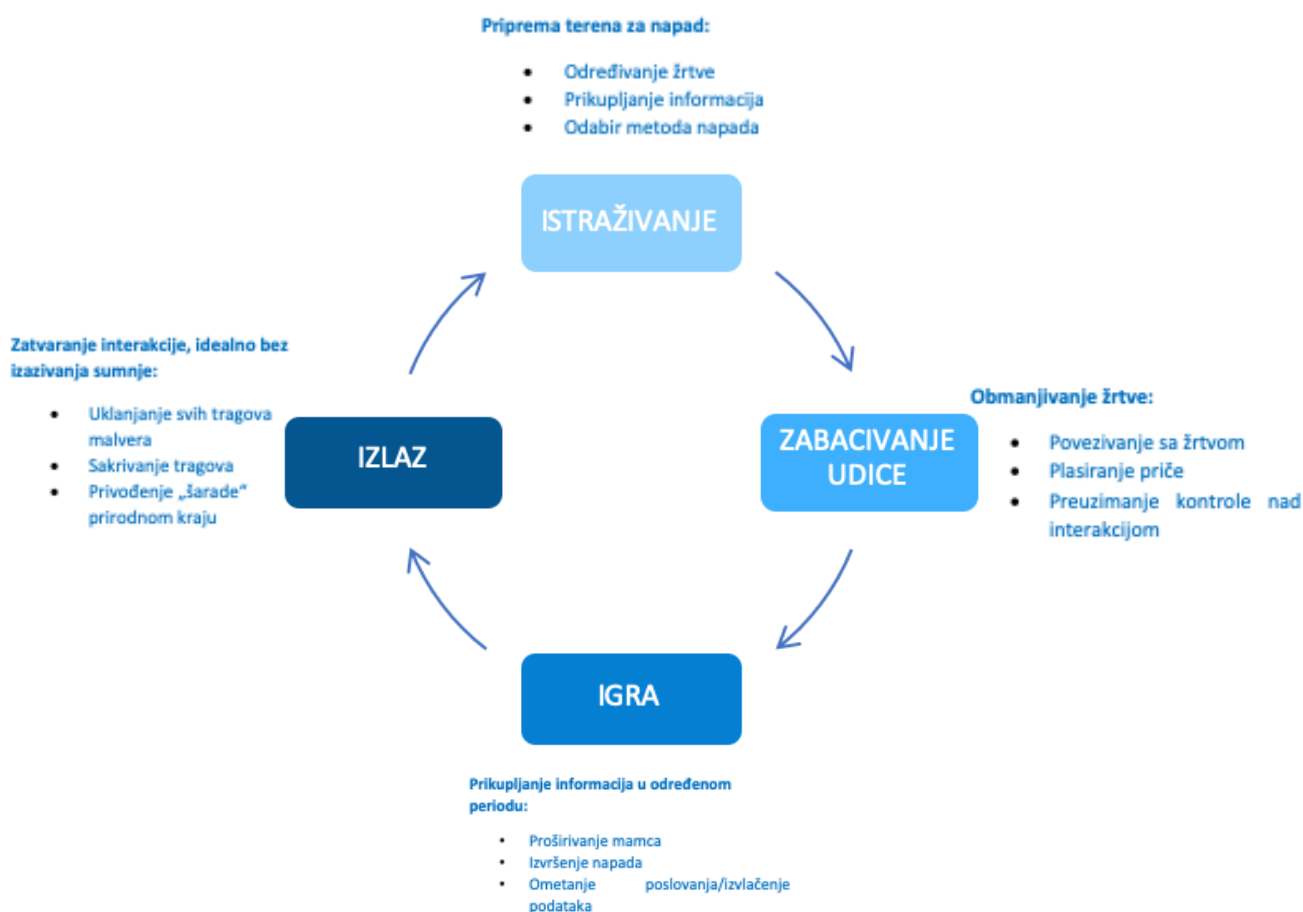 Priprema terena za napad:
• Određivanje žrtve
• Prikupljanje informacija
• Odabir metoda napada
ISTRAŽIVANJE
Obmanjivanje žrtve:
• Povezivanje sa žrtvom
• Plasiranje priče
• Preuzimanje kontrole nad
interakcijom
ZABACIVANJE
UDICE
IGRA
Prikupljanje informacija u određenom
periodu:
• Proširivanje mamca
• Izvršenje napada
• Ometanje poslovanja/izvlačenje
podataka
Zatvaranje interakcije, idealno bez
izazivanja sumnje:
• Uklanjanje svih tragova
malvera
• Sakrivanje tragova
• Privođenje „šarade“
prirodnom kraju
IZLAZ